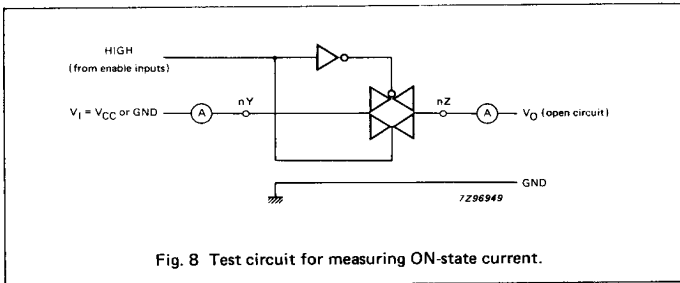 HIGH
(from enable inputs)
V_I = V_CC or GND
A
nY
nZ
A
V_O (open circuit)
GND
7Z96949
Fig. 8 Test circuit for measuring ON-state current.